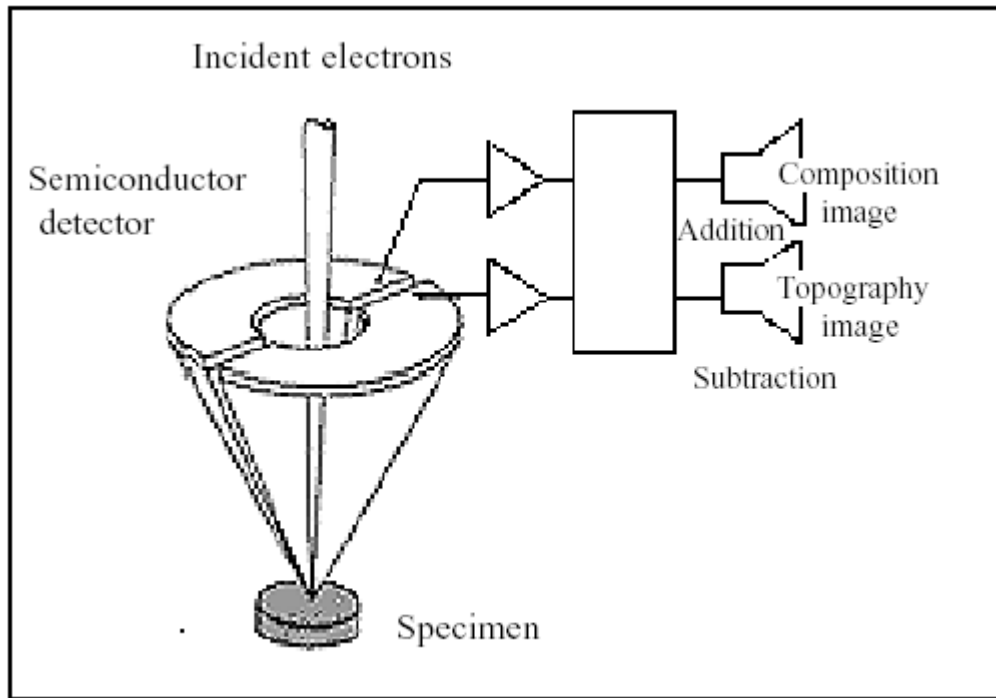 Incident electrons
Semiconductor
detector
Composition
image
Addition
Topography
image
Subtraction
Specimen